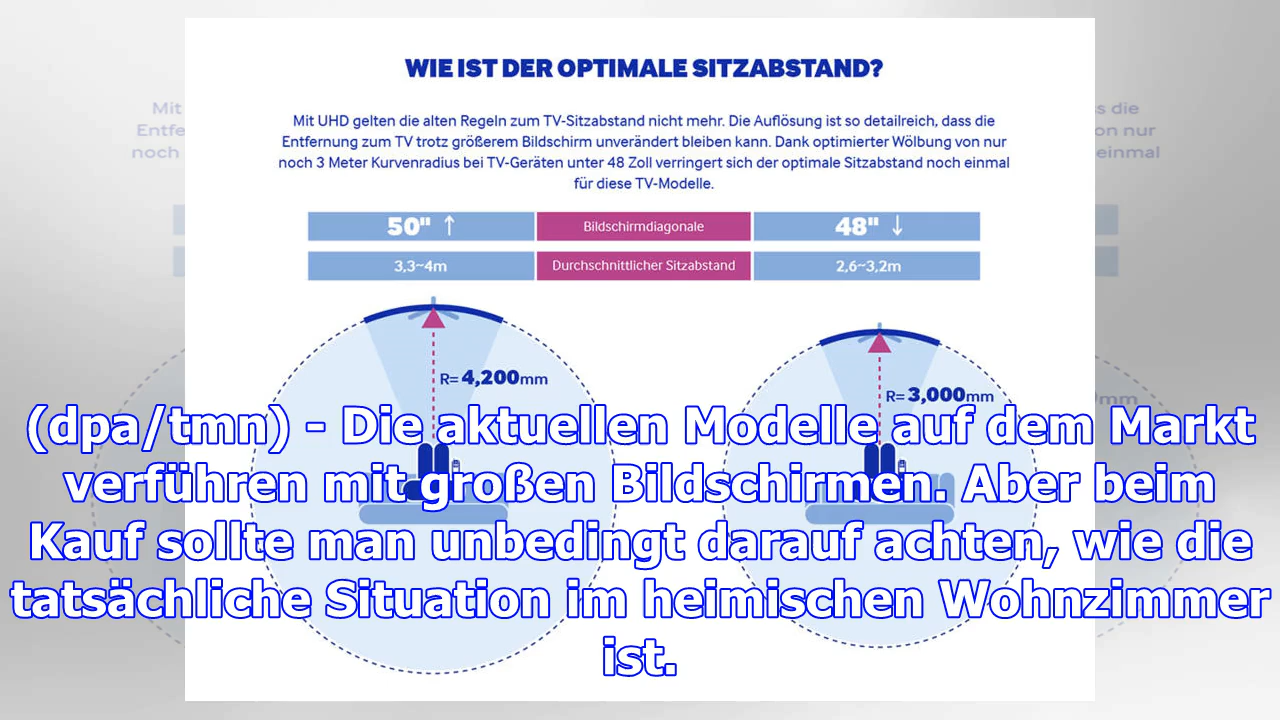 WIE IST DER OPTIMALE SITZABSTAND?
Mit UHD gelten die alten Regeln zum TV-Sitzabstand nicht mehr. Die Auflösung ist so detailreich, dass die
Entfernung zum TV trotz größerem Bildschirm unverändert bleiben kann. Dank optimierter Wölbung von nur
noch 3 Meter Kurvenradius bei TV-Geräten unter 48 Zoll verringert sich der optimale Sitzabstand noch einmal
für diese TV-Modelle.
50" ↑ Bildschirmdiagonale 48" ↓
3,3~4m Durchschnittlicher Sitzabstand 2,6~3,2m
R= 4,200mm
R= 3,000mm
(dpa/tmn) - Die aktuellen Modelle auf dem Markt
verführen mit großen Bildschirmen. Aber beim
Kauf sollte man unbedingt darauf achten, wie die
tatsächliche Situation im heimischen Wohnzimmer
ist.